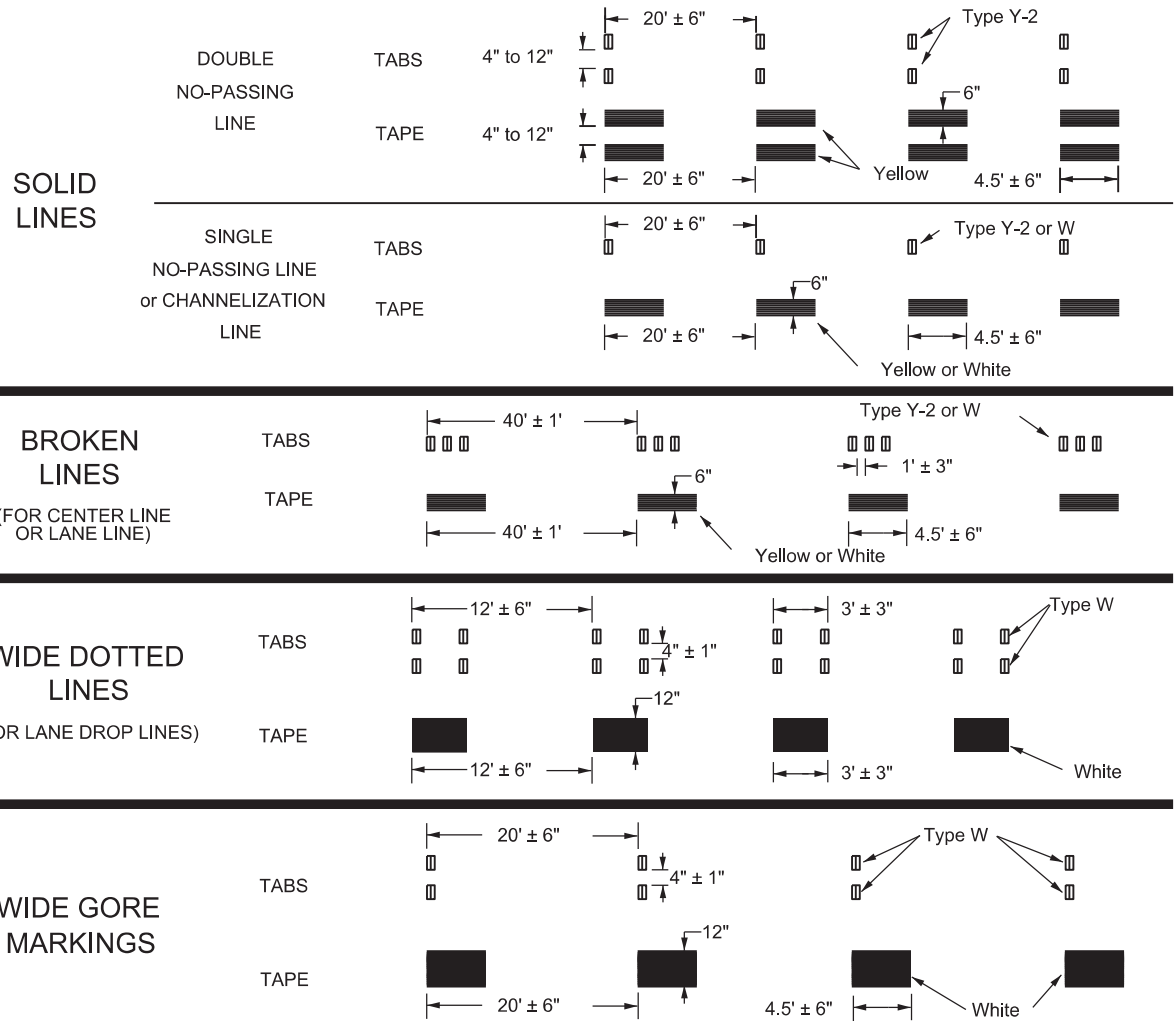 SOLID
LINES
DOUBLE
NO-PASSING
LINE
TABS
4" to 12"
20' ± 6"
Type Y-2
TAPE
4" to 12"
6"
20' ± 6"
Yellow
4.5' ± 6"
SINGLE
NO-PASSING LINE
or CHANNELIZATION
LINE
TABS
20' ± 6"
Type Y-2 or W
TAPE
6"
20' ± 6"
4.5' ± 6"
Yellow or White
BROKEN
LINES
(FOR CENTER LINE
OR LANE LINE)
TABS
40' ± 1'
Type Y-2 or W
1' ± 3"
TAPE
6"
40' ± 1'
4.5' ± 6"
Yellow or White
WIDE DOTTED
LINES
OR LANE DROP LINES)
TABS
12' ± 6"
3' ± 3"
Type W
4" ± 1"
TAPE
12"
12' ± 6"
3' ± 3"
White
WIDE GORE
MARKINGS
TABS
20' ± 6"
Type W
4" ± 1"
TAPE
12"
20' ± 6"
4.5' ± 6"
White